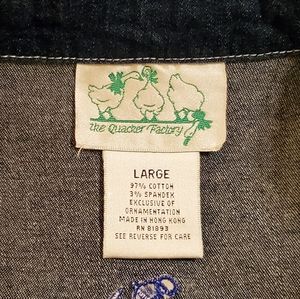 the Quacker Factory
LARGE
97% COTTON
3% SPANDEX
EXCLUSIVE OF
ORNAMENTATION
MADE IN HONG KONG
RN 81893
SEE REVERSE FOR CARE